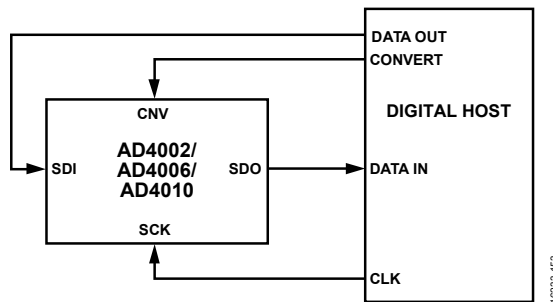 DATA OUT
CONVERT
DIGITAL HOST
CNV
AD4002/
AD4006/
AD4010
SDI
SDO
DATA IN
SCK
CLK